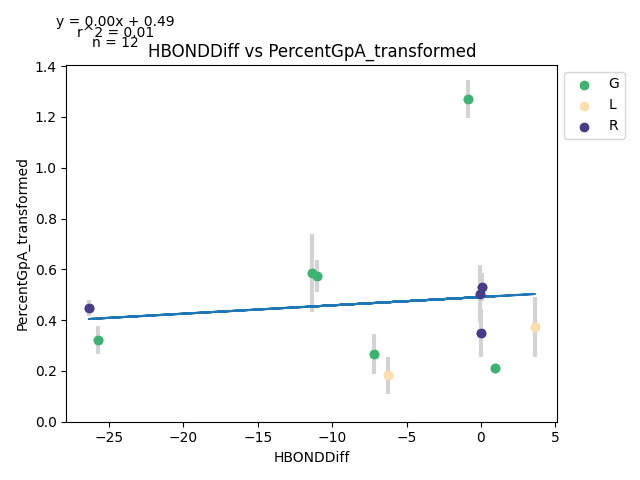 y = 0.00x + 0.49
r^2 = 0.01
n = 12
HBONDDiff vs PercentGpA_transformed
G
L
R
PercentGpA_transformed
1.4
1.2
1.0
0.8
0.6
0.4
0.2
0.0
−25
−20
−15
−10
−5
0
5
HBONDDiff